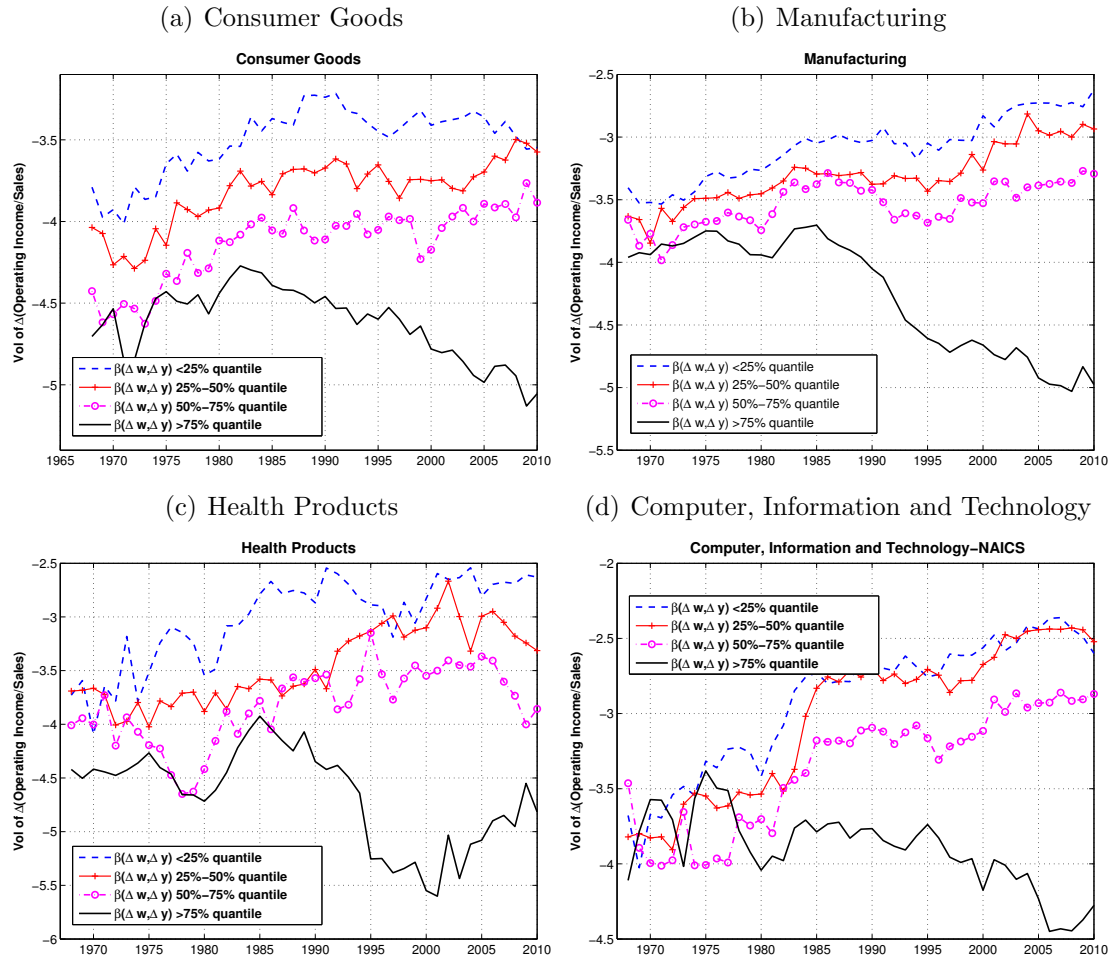 (a) Consumer Goods
Consumer Goods
Vol of Δ(Operating Income/Sales)
-3.5
-4
-4.5
-5
β(Δ w,Δ y) <25% quantile
β(Δ w,Δ y) 25%-50% quantile
β(Δ w,Δ y) 50%-75% quantile
β(Δ w,Δ y) >75% quantile
1965 1970 1975 1980 1985 1990 1995 2000 2005 2010
(b) Manufacturing
Manufacturing
Vol of Δ(Operating Income/Sales)
-2.5
-3
-3.5
-4
-4.5
-5
-5.5
β(Δ w,Δ y) <25% quantile
β(Δ w,Δ y) 25%-50% quantile
β(Δ w,Δ y) 50%-75% quantile
β(Δ w,Δ y) >75% quantile
1970 1975 1980 1985 1990 1995 2000 2005 2010
(c) Health Products
Health Products
Vol of Δ(Operating Income/Sales)
-2.5
-3
-3.5
-4
-4.5
-5
-5.5
-6
β(Δ w,Δ y) <25% quantile
β(Δ w,Δ y) 25%-50% quantile
β(Δ w,Δ y) 50%-75% quantile
β(Δ w,Δ y) >75% quantile
1970 1975 1980 1985 1990 1995 2000 2005 2010
(d) Computer, Information and Technology
Computer, Information and Technology-NAICS
Vol of Δ(Operating Income/Sales)
-2
-2.5
-3
-3.5
-4
-4.5
β(Δ w,Δ y) <25% quantile
β(Δ w,Δ y) 25%-50% quantile
β(Δ w,Δ y) 50%-75% quantile
β(Δ w,Δ y) >75% quantile
1970 1975 1980 1985 1990 1995 2000 2005 2010